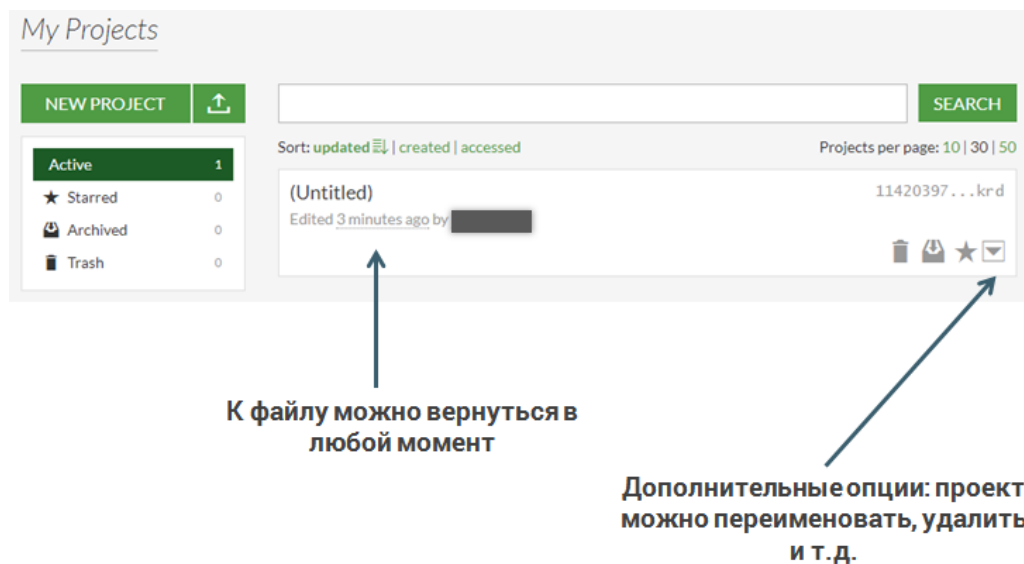 My Projects
NEW PROJECT
SEARCH
Sort: updated | created | accessed
Projects per page: 10 | 30 | 50
Active 1
Starred 0
Archived 0
Trash 0
(Untitled)
11420397...krd
Edited 3 minutes ago by
К файлу можно вернуться в
любой момент
Дополнительные опции: проект
можно переименовать, удалить
и т.д.